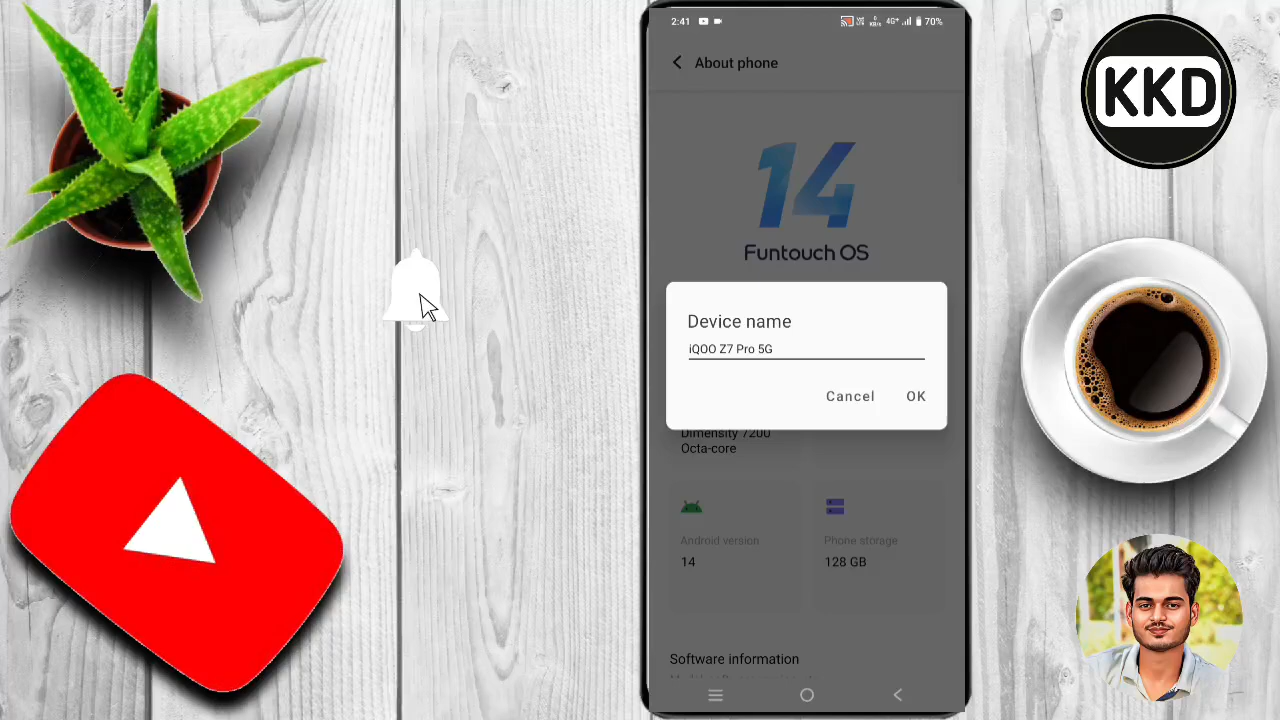 2:41
4G+
70%
About phone
KKD
14
Funtouch OS
Device name
iQOO Z7 Pro 5G
Cancel OK
Dimensity 7200
Octa-core
Android version
14
Phone storage
128 GB
Software information